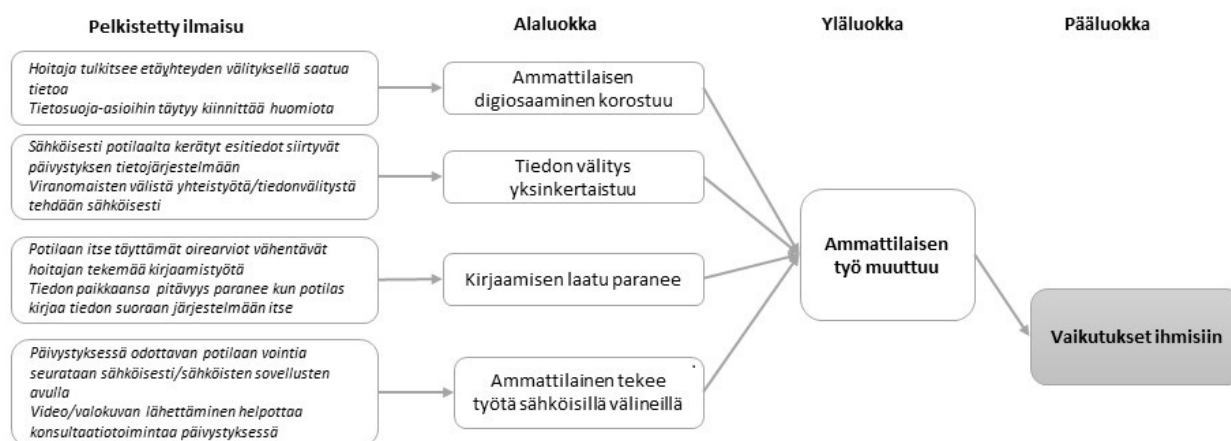 Pelkistetty ilmaisu
Alaluokka
Yläluokka
Pääluokka
Hoitaja tulkitsee etäyhteyden välityksellä saatua
tietoa
Tietosuoja-asioihin täytyy kiinnittää huomiota
Ammattilaisen
digiosaaminen korostuu
Sähköisesti potilaalta kerätyt esitiedot siirtyvät
päivystyksen tietojärjestelmään
Viranomaisten välistä yhteistyötä/tiedonvälitystä
tehdään sähköisesti
Tiedon välitys
yksinkertaistuu
Potilaan itse täyttämät oirearviot vähentävät
hoitajan tekemää kirjaamistyötä
Tiedon paikkaansa pitävyys paranee kun potilas
kirjaa tiedon suoraan järjestelmään itse
Kirjaamisen laatu paranee
Päivystyksessä odottavan potilaan vointia
seurataan sähköisesti/sähköisten sovellusten
avulla
Video/valokuvan lähettäminen helpottaa
konsultaatiotoimintaa päivystyksessä
Ammattilainen tekee
työtä sähköisillä välineillä
Ammattilaisen
työ muuttuu
Vaikutukset ihmisiin